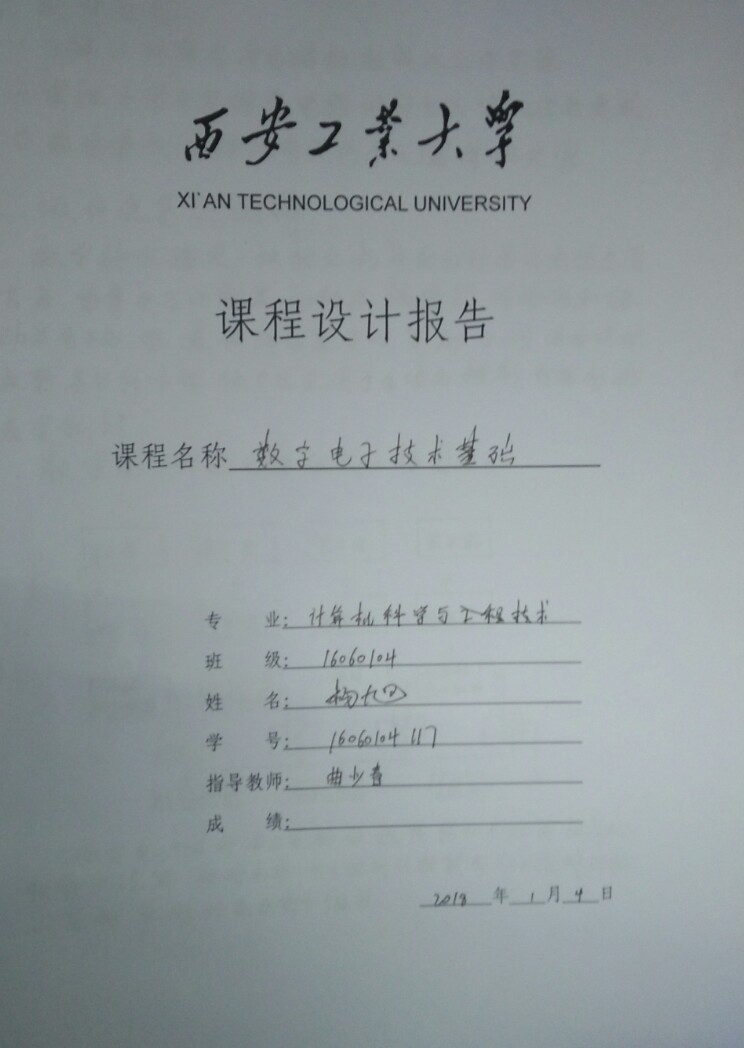 西安工业大学
XI'AN TECHNOLOGICAL UNIVERSITY
课程设计报告
课程名称 数字电子技术基础
专 业: 计算机科学与工程技术
班 级: 16060104
姓 名: 杨
学 号: 16060104117
指导教师: 曲少春
成 绩:
2018 年 1 月 4 日